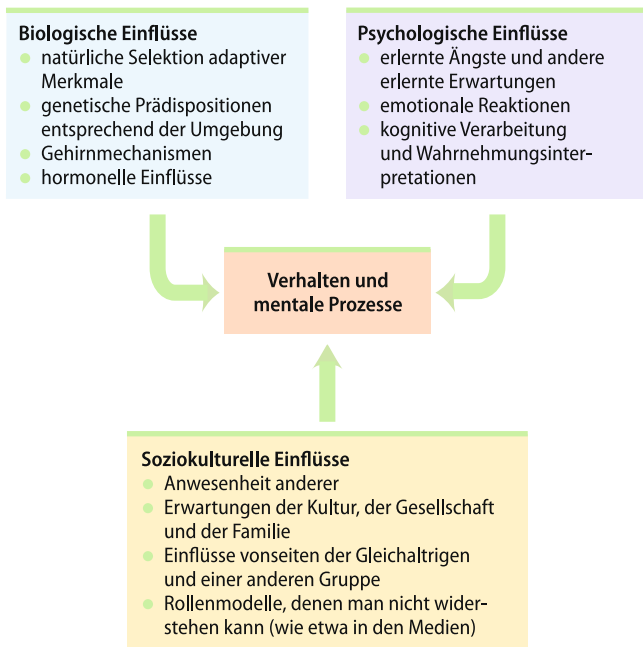 Biologische Einflüsse
natürliche Selektion adaptiver
Merkmale
genetische Prädispositionen
entsprechend der Umgebung
Gehirnmechanismen
hormonelle Einflüsse
Psychologische Einflüsse
erlernte Ängste und andere
erlernte Erwartungen
emotionale Reaktionen
kognitive Verarbeitung
und Wahrnehmungsinter-
pretationen
Verhalten und
mentale Prozesse
Soziokulturelle Einflüsse
Anwesenheit anderer
Erwartungen der Kultur, der Gesellschaft
und der Familie
Einflüsse vonseiten der Gleichaltrigen
und einer anderen Gruppe
Rollenmodelle, denen man nicht wider-
stehen kann (wie etwa in den Medien)